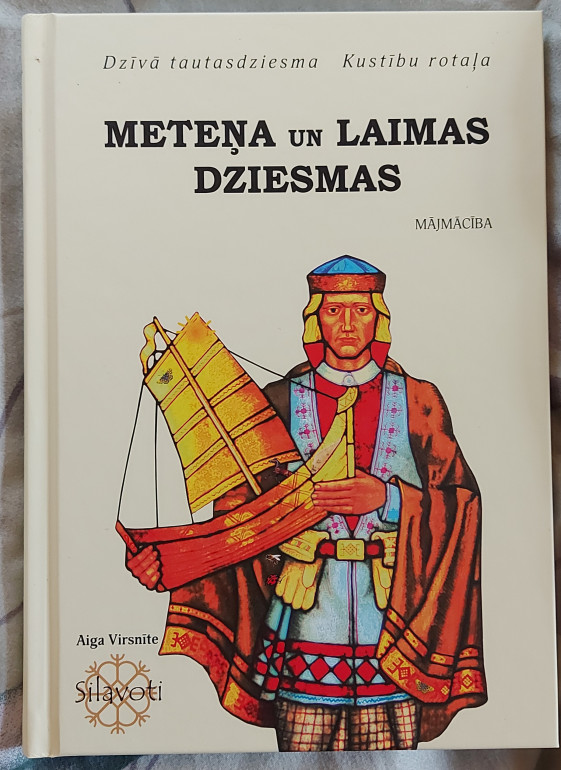 Dzīvā tautasdziesma Kustību rotaļa
METEŅA UN LAIMAS
DZIESMAS
MĀJMĀCĪBA
Aiga Virsnīte
Silavoti